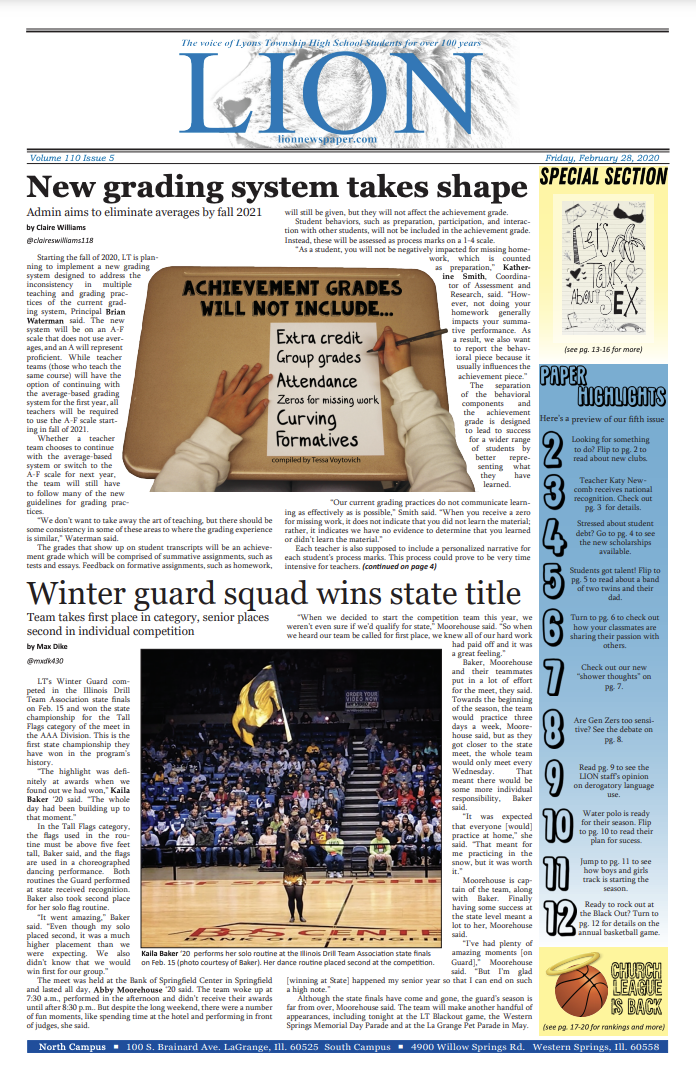 The voice of Lyons Township High School Students for over 100 years
LION
lionnewspaper.com
Volume 110 Issue 5
Friday, February 28, 2020
New grading system takes shape
Admin aims to eliminate averages by fall 2021
by Claire Williams
@claireswilliams118
Starting the fall of 2020, LT is plan-
ning to implement a new grading
system designed to address the
inconsistency in multiple
teaching and grading prac-
tices of the current grad-
ing system, Principal Brian
Waterman said. The new
system will be on an A-F
scale that does not use aver-
ages, and an A will represent
proficient. While teacher
teams (those who teach the
same course) will have the
option of continuing with
the average-based grading
system for the first year, all
teachers will be required
to use the A-F scale start-
ing in fall of 2021.
Whether a teacher
team chooses to continue
with the average-based
system or switch to the
A-F scale for next year,
the team will still have
to follow many of the new
guidelines for grading prac-
tices.
"We don't want to take away the art of teaching, but there should be
some consistency in some of these areas to where the grading experience
is similar," Waterman said.
The grades that show up on student transcripts will be an achieve-
ment grade which will be comprised of summative assignments, such as
tests and essays. Feedback on formative assignments, such as homework,
will still be given, but they will not affect the achievement grade.
Student behaviors, such as preparation, participation, and interac-
tion with other students, will not be included in the achievement grade.
Instead, these will be assessed as process marks on a 1-4 scale.
"As a student, you will not be negatively impacted for missing home-
work, which is counted
as preparation," Kather-
ine Smith, Coordina-
tor of Assessment and
Research, said. "How-
ever, not doing your
homework generally
impacts your summa-
tive performance. As
a result, we also want
to report the behav-
ioral piece because it
usually influences the
achievement piece."
The separation
of the behavioral
components and
the achievement
grade is designed
to lead to success
for a wider range
of students by
better repre-
senting what
they have
learned.
"Our current grading practices do not communicate learn-
ing as effectively as is possible," Smith said. "When you receive a zero
for missing work, it does not indicate that you did not learn the material;
rather, it indicates we have no evidence to determine that you learned
or didn't learn the material."
Each teacher is also supposed to include a personalized narrative for
each student's process marks. This process could prove to be very time
intensive for teachers. (continued on page 4)
ACHIEVEMENT GRADES
WILL NOT INCLUDE...
Extra credit
Group grades
Attendance
Zeros for missing work
Curving
Formatives
compiled by Tessa Voytovich
Winter guard squad wins state title
Team takes first place in category, senior places
second in individual competition
by Max Dike
@mxdk430
LT's Winter Guard com-
peted in the Illinois Drill
Team Association state finals
on Feb. 15 and won the state
championship for the Tall
Flags category of the meet in
the AAA Division. This is the
first state championship they
have won in the program's
history.
"The highlight was defi-
nitely at awards when we
found out we had won," Kaila
Baker '20 said. "The whole
day had been building up to
that moment."
In the Tall Flags category,
the flags used in the rou-
tine must be above five feet
tall, Baker said, and the flags
are used in a choreographed
dancing performance. Both
routines the Guard performed
at state received recognition.
Baker also took second place
for her solo flag routine.
"It went amazing," Baker
said. "Even though my solo
placed second, it was a much
higher placement than we
were expecting. We also
didn't know that we would
win first for our group."
The meet was held at the Bank of Springfield Center in Springfield
and lasted all day. Abby Moorehouse '20 said. The team woke up at
7:30 a.m., performed in the afternoon and didn't receive their awards
until after 8:30 p.m.. But despite the long weekend, there were a number
of fun moments, like spending time at the hotel and performing in front
of judges, she said.
"When we decided to start the competition team this year, we
weren't even sure if we'd qualify for state," Moorehouse said. "So when
we heard our team be called for first place, we knew all of our hard work
had paid off and it was
a great feeling."
Baker, Moorehouse
and their teammates
put in a lot of effort
for the meet, they said.
Towards the beginning
of the season, the team
would practice three
days a week, Moore-
house said, but as they
got closer to the state
meet, the whole team
would only meet every
Wednesday. That
meant there would be
some more individual
responsibility, Baker
said.
"It was expected
that everyone [would]
practice at home," she
said. "That meant for
me practicing in the
snow, but it was worth
it."
Moorehouse is cap-
tain of the team, along
with Baker. Finally
having some success at
the state level meant a
lot to her, Moorehouse
said.
"I've had plenty of
amazing moments [on
Guard]," Moorehouse
said. "But I'm glad
[winning at State] happened my senior year so that I can end on such
a high note."
Although the state finals have come and gone, the guard's season is
far from over, Moorehouse said. The team will make another handful of
appearances, including tonight at the LT Blackout game, the Western
Springs Memorial Day Parade and at the La Grange Pet Parade in May.
ORDER YOUR
VIDEO NOW
BANK OF SPRINGFIE
Kaila Baker '20 performs her solo routine at the Illinois Drill Team Association state finals
on Feb. 15 (photo courtesy of Baker). Her dance routine placed second at the competition.
SPECIAL SECTION
Let's
Talk
About SEX
(see pg. 13-16 for more)
PAPER
HIGHLIGHTS
Here's a preview of our fifth issue
2
Looking for something
to do? Flip to pg. 2 to
read about new clubs.
3
Teacher Katy New-
comb receives national
recognition. Check out
pg. 3 for details.
4
Stressed about student
debt? Go to pg. 4 to see
the new scholarships
available.
5
Students got talent! Flip to
pg. 5 to read about a band
of two twins and their
dad.
6
Turn to pg. 6 to check out
how your classmates are
sharing their passion with
others.
7
Check out our new
"shower thoughts" on
pg. 7.
8
Are Gen Zers too sensi-
tive? See the debate on
pg. 8.
9
Read pg. 9 to see the
LION staff's opinion
on derogatory language
use.
10
Water polo is ready
for their season. Flip
to pg. 10 to read their
plan for sucess.
11
Jump to pg. 11 to see
how boys and girls
track is starting the
season.
12
Ready to rock out at
the Black Out? Turn to
pg. 12 for details on the
annual basketball game.
CHURCH
LEAGUE
IS BACK
(see pg. 17-20 for rankings and more)
North Campus ■ 100 S. Brainard Ave. LaGrange, Ill. 60525 South Campus ■ 4900 Willow Springs Rd. Western Springs, Ill. 60558